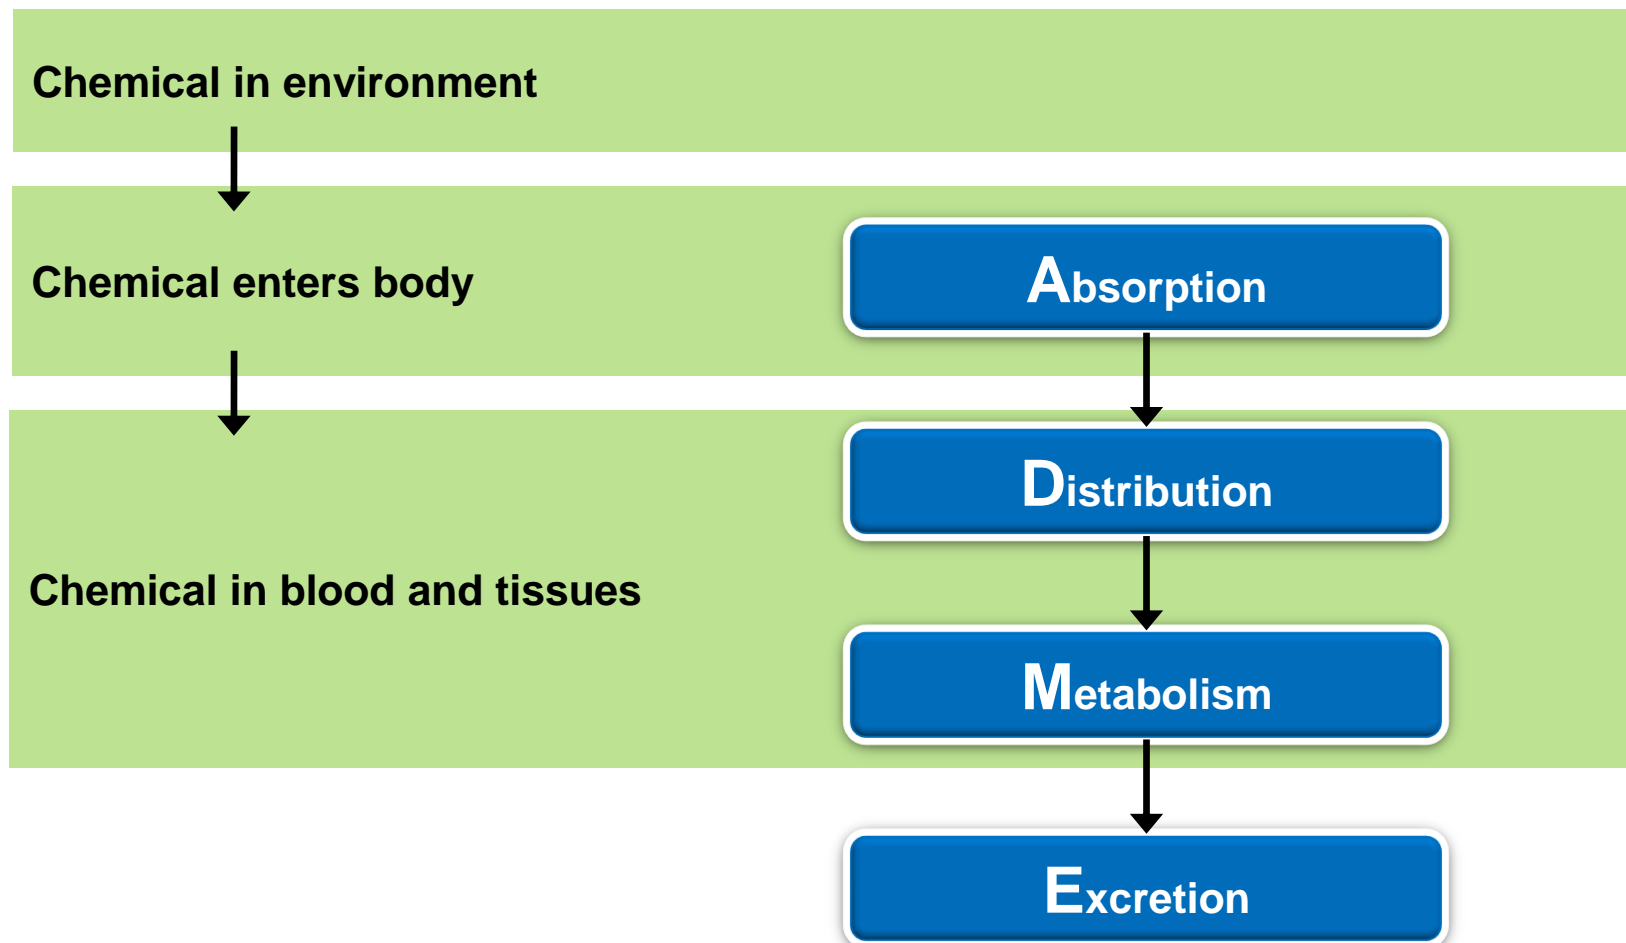 Chemical in environment
Chemical enters body
Absorption
Distribution
Chemical in blood and tissues
Metabolism
Excretion